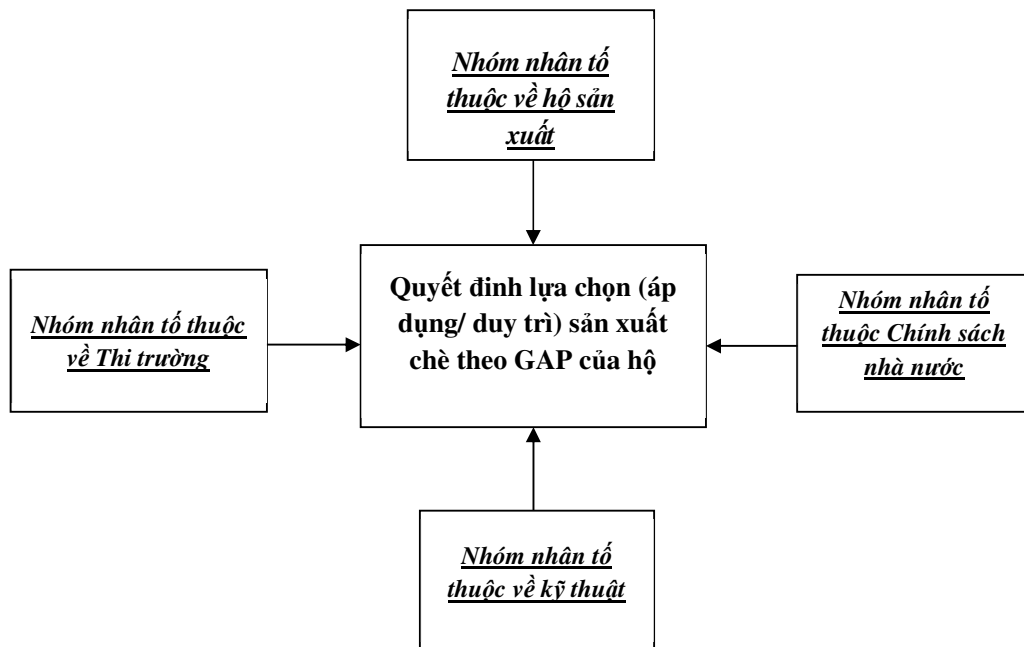 Nhóm nhân tố
thuộc về hộ sản
xuất
Nhóm nhân tố thuộc
về Thi trường
Quyết đinh lựa chọn (áp
dụng/ duy trì) sản xuất
chè theo GAP của hộ
Nhóm nhân tố
thuộc Chính sách
nhà nước
Nhóm nhân tố
thuộc về kỹ thuật